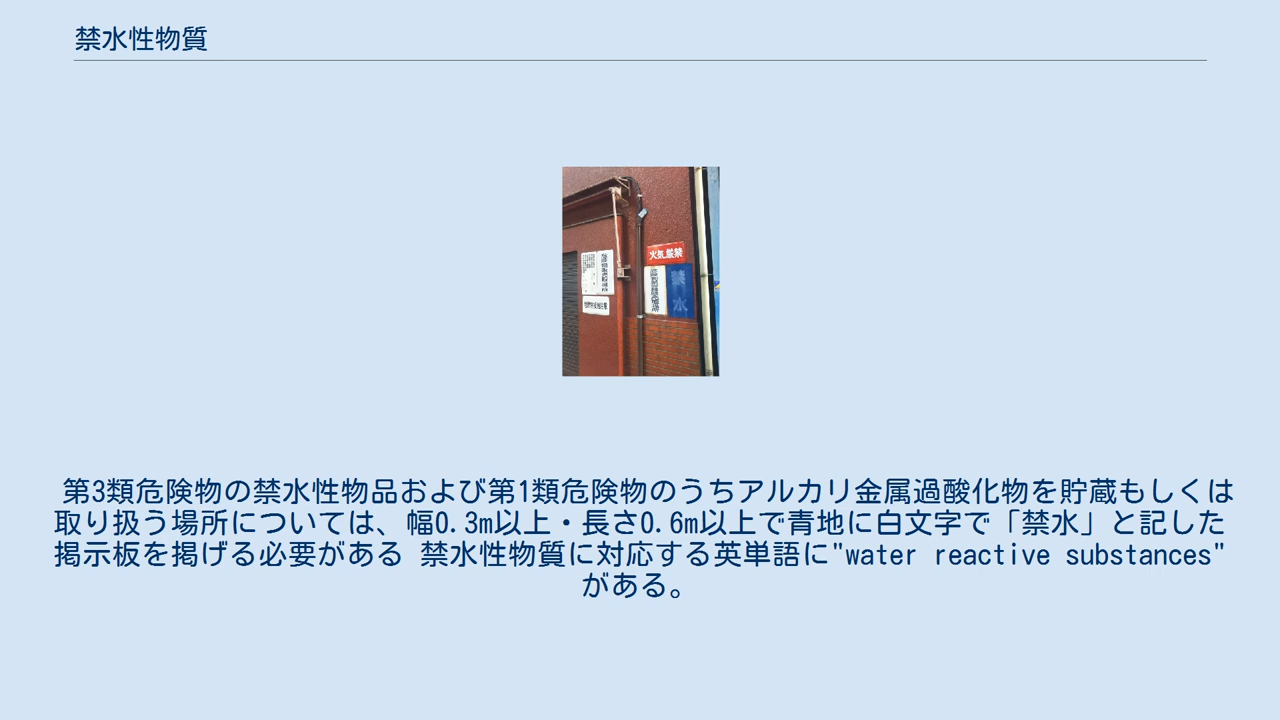 禁水性物質
火気厳禁
禁水
第3類危険物の禁水性物品および第1類危険物のうちアルカリ金属過酸化物を貯蔵もしくは
取り扱う場所については、幅0.3m以上・長さ0.6m以上で青地に白文字で「禁水」と記した
掲示板を掲げる必要がある 禁水性物質に対応する英単語に"water reactive substances"
がある。